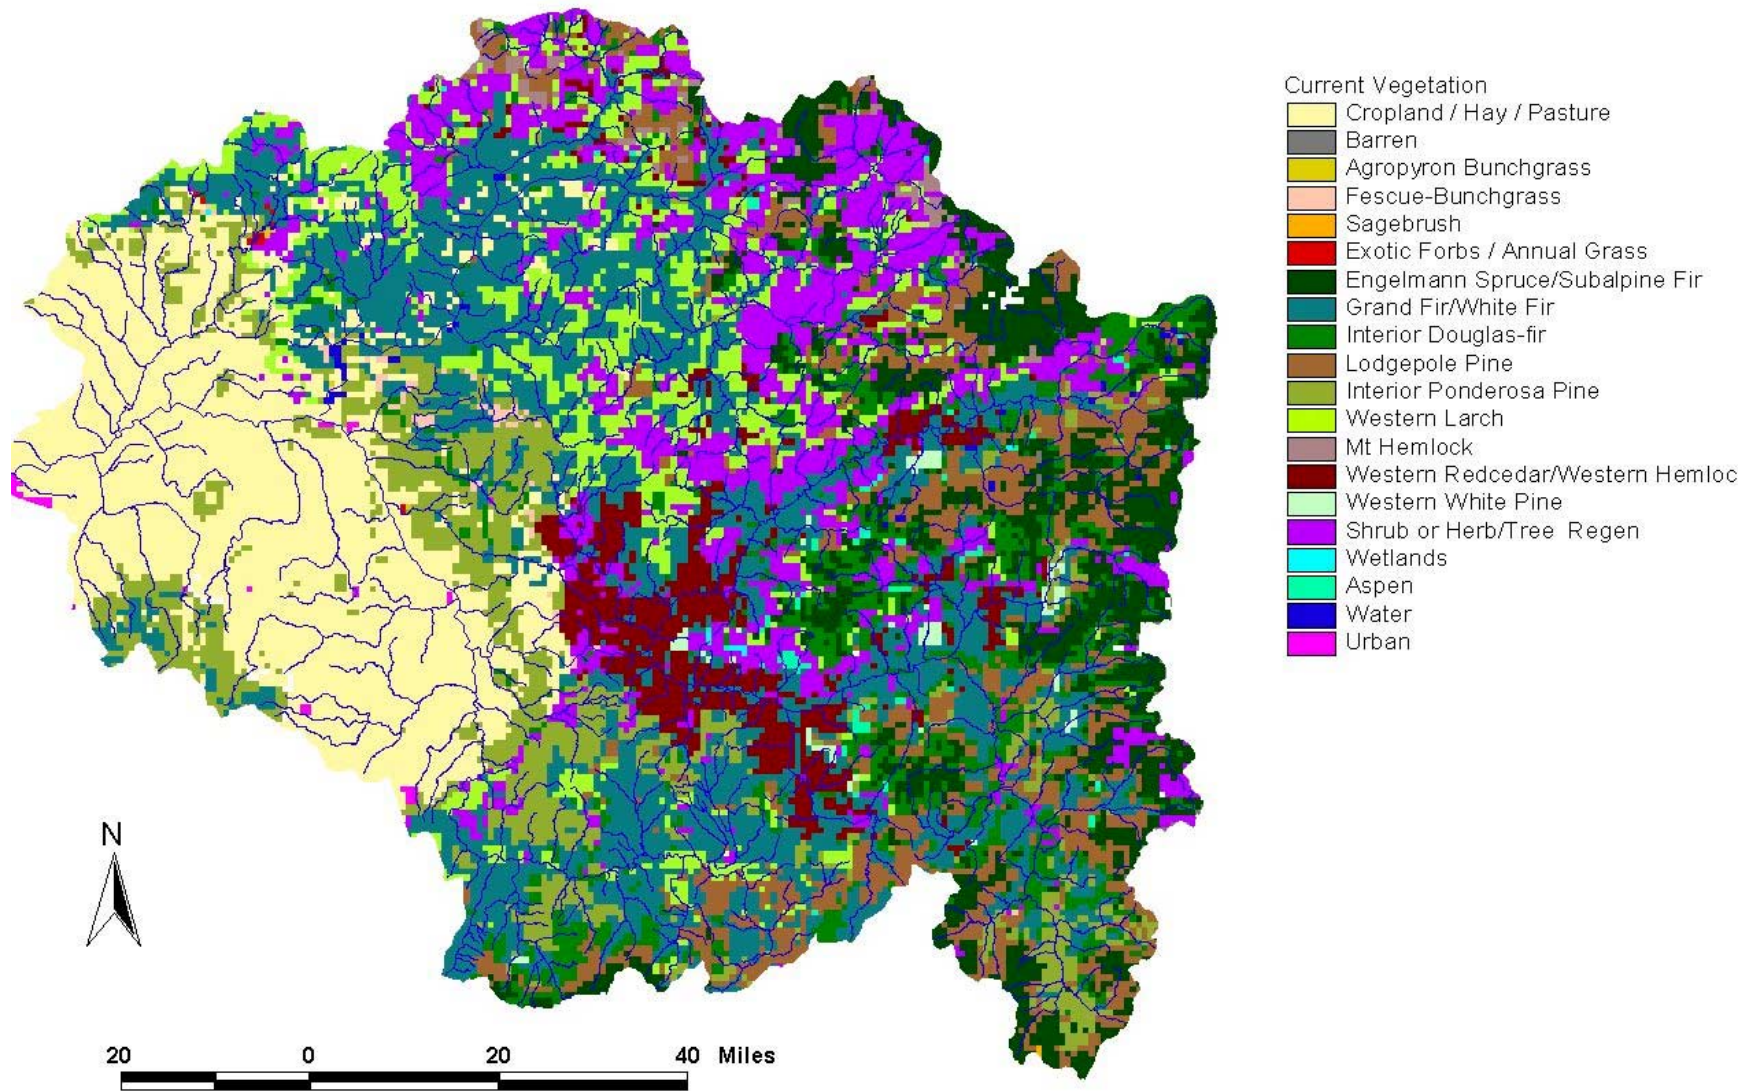 Current Vegetation
Cropland / Hay / Pasture
Barren
Agropyron Bunchgrass
Fescue-Bunchgrass
Sagebrush
Exotic Forbs / Annual Grass
Engelmann Spruce/Subalpine Fir
Grand Fir/White Fir
Interior Douglas-fir
Lodgepole Pine
Interior Ponderosa Pine
Western Larch
Mt Hemlock
Western Redcedar/Western Hemloc
Western White Pine
Shrub or Herb/Tree Regen
Wetlands
Aspen
Water
Urban
N
20 0 20 40 Miles